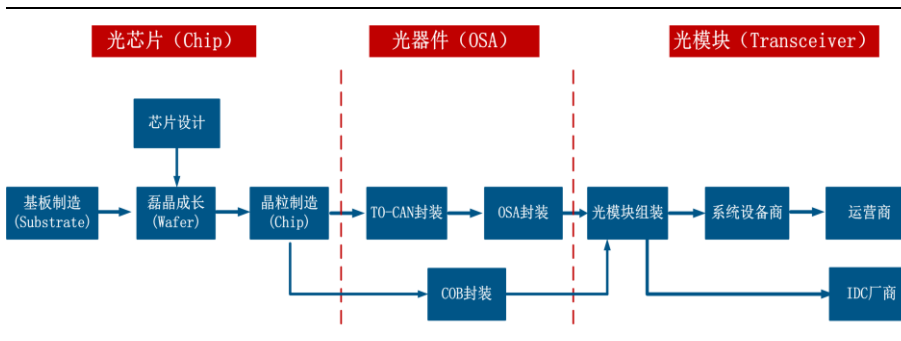 光芯片（Chip）
光器件（OSA）
光模块（Transceiver）
芯片设计
基板制造
(Substrate)
磊晶成长
(Wafer)
晶粒制造
(Chip)
TO-CAN封装
OSA封装
光模块组装
系统设备商
运营商
COB封装
IDC厂商